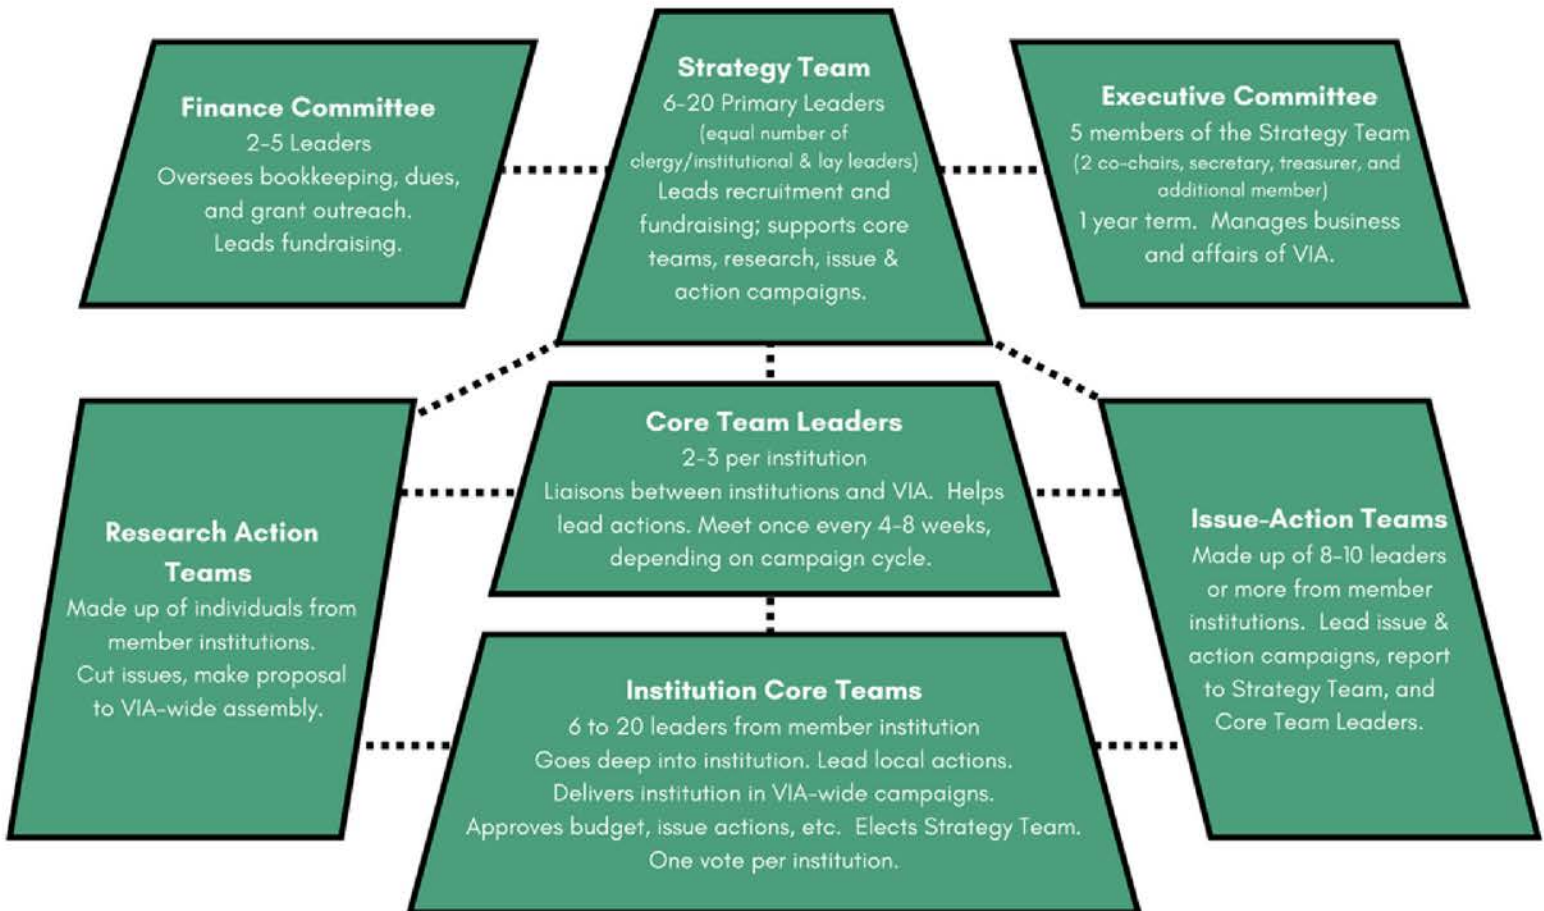 Finance Committee
2-5 Leaders
Oversees bookkeeping, dues,
and grant outreach.
Leads fundraising.
Strategy Team
6-20 Primary Leaders
(equal number of
clergy/institutional & lay leaders)
Leads recruitment and
fundraising; supports core
teams, research, issue &
action campaigns.
Executive Committee
5 members of the Strategy Team
(2 co-chairs, secretary, treasurer, and
additional member)
1 year term. Manages business
and affairs of VIA.
Research Action
Teams
Made up of individuals from
member institutions.
Cut issues, make proposal
to VIA-wide assembly.
Core Team Leaders
2-3 per institution
Liaisons between institutions and VIA. Helps
lead actions. Meet once every 4-8 weeks,
depending on campaign cycle.
Issue-Action Teams
Made up of 8-10 leaders
or more from member
institutions. Lead issue &
action campaigns, report
to Strategy Team, and
Core Team Leaders.
Institution Core Teams
6 to 20 leaders from member institution
Goes deep into institution. Lead local actions.
Delivers institution in VIA-wide campaigns.
Approves budget, issue actions, etc. Elects Strategy Team.
One vote per institution.